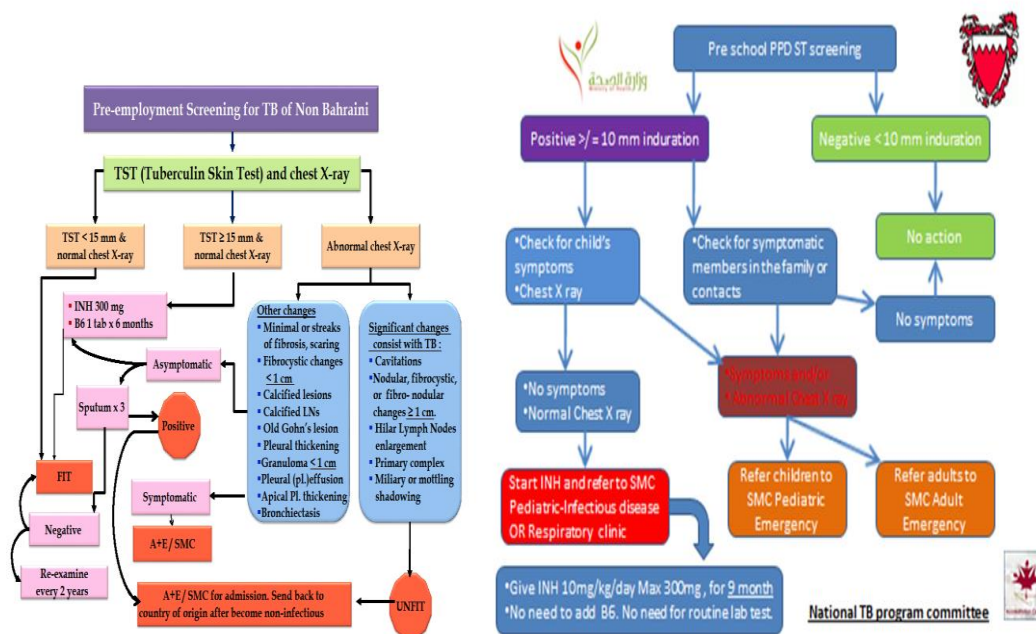 Pre-employment Screening for TB of Non Bahraini
TST (Tuberculin Skin Test) and chest X-ray
TST < 15 mm &
normal chest X-ray
TST ≥ 15 mm &
normal chest X-ray
Abnormal chest X-ray
▪ INH 300 mg
▪ B6 1 tab x 6 months
Asymptomatic
Sputum x 3
Positive
FIT
Symptomatic
Negative
A+E / SMC
Re-examine
every 2 years
Other changes
▪ Minimal or streaks
of fibrosis, scaring
▪ Fibrocystic changes
< 1 cm
▪ Calcified lesions
▪ Calcified LNs
▪ Old Gohn's lesion
▪ Pleural thickening
▪ Granuloma < 1 cm
▪ Pleural (pl.)effusion
▪ Apical Pl. thickening
▪ Bronchiectasis
Significant changes
consist with TB :
▪ Cavitations
▪ Nodular, fibrocystic,
or- fibro- nodular
changes ≥ 1 cm.
▪ Hilar Lymph Nodes
enlargement
▪ Primary complex
▪ Miliary or mottling
shadowing
A+E/ SMC for admission. Send back to
country of origin after become non-infectious
UNFIT
وزارة الصحة
Ministry of Health
Pre school PPD ST screening
Positive >/ = 10 mm induration
Negative < 10 mm induration
•Check for child's
symptoms
•Chest X ray
•Check for symptomatic
members in the family or
contacts
No action
No symptoms
•No symptoms
•Normal Chest X ray
•Symptoms and/or
•Abnormal Chest X ray
Start INH and refer to SMC
Pediatric-Infectious disease
OR Respiratory clinic
Refer children to
SMC Pediatric
Emergency
Refer adults to
SMC Adult
Emergency
•Give INH 10mg/kg/day Max 300mg , for 9 month
•No need to add B6. No need for routine lab test.
National TB program committee